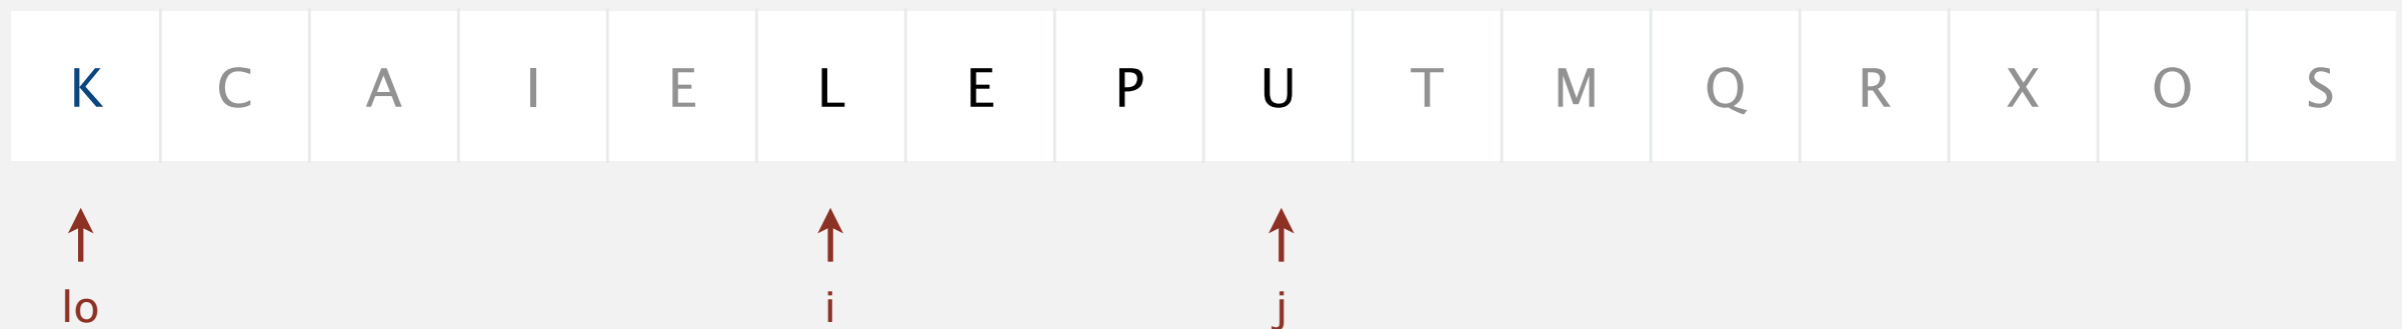 K C A I E L E P U T M Q R X O S
lo i j